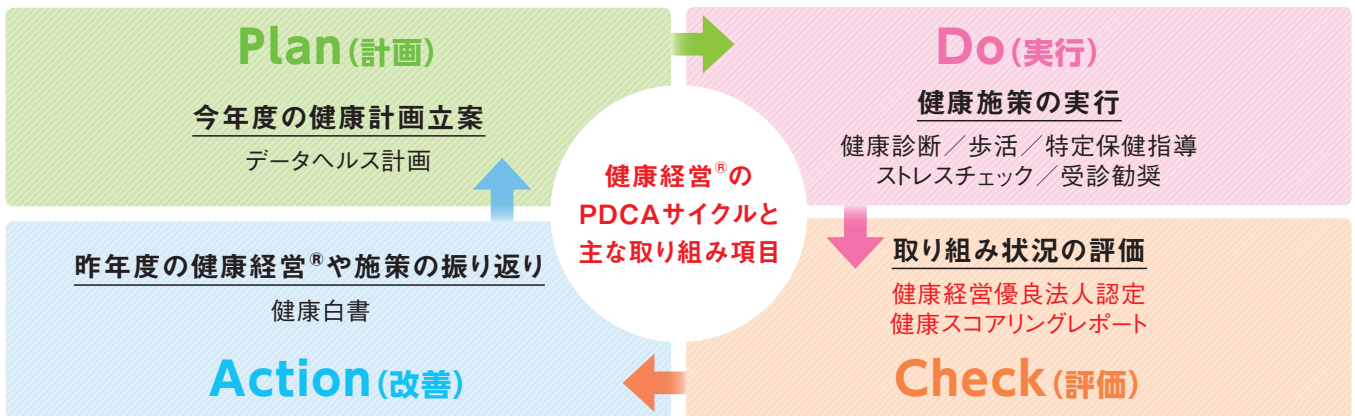 Plan(計画)
今年度の健康計画立案
データヘルス計画
Do(実行)
健康施策の実行
健康診断／歩活／特定保健指導
ストレスチェック／受診勧奨
健康経営®の
PDCAサイクルと
主な取り組み項目
取り組み状況の評価
健康経営優良法人認定
健康スコアリングレポート
Check(評価)
昨年度の健康経営®や施策の振り返り
健康白書
Action(改善)